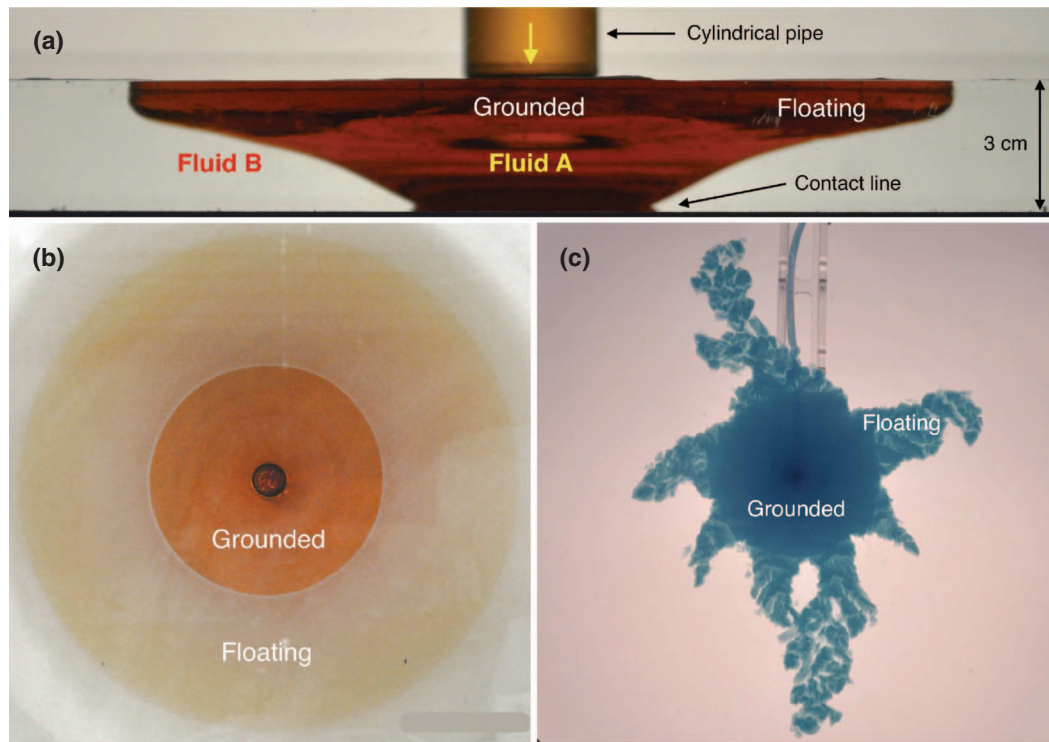 (a)
Cylindrical pipe
Grounded
Floating
Fluid B
Fluid A
3 cm
Contact line
(b)
Grounded
Floating
(c)
Floating
Grounded